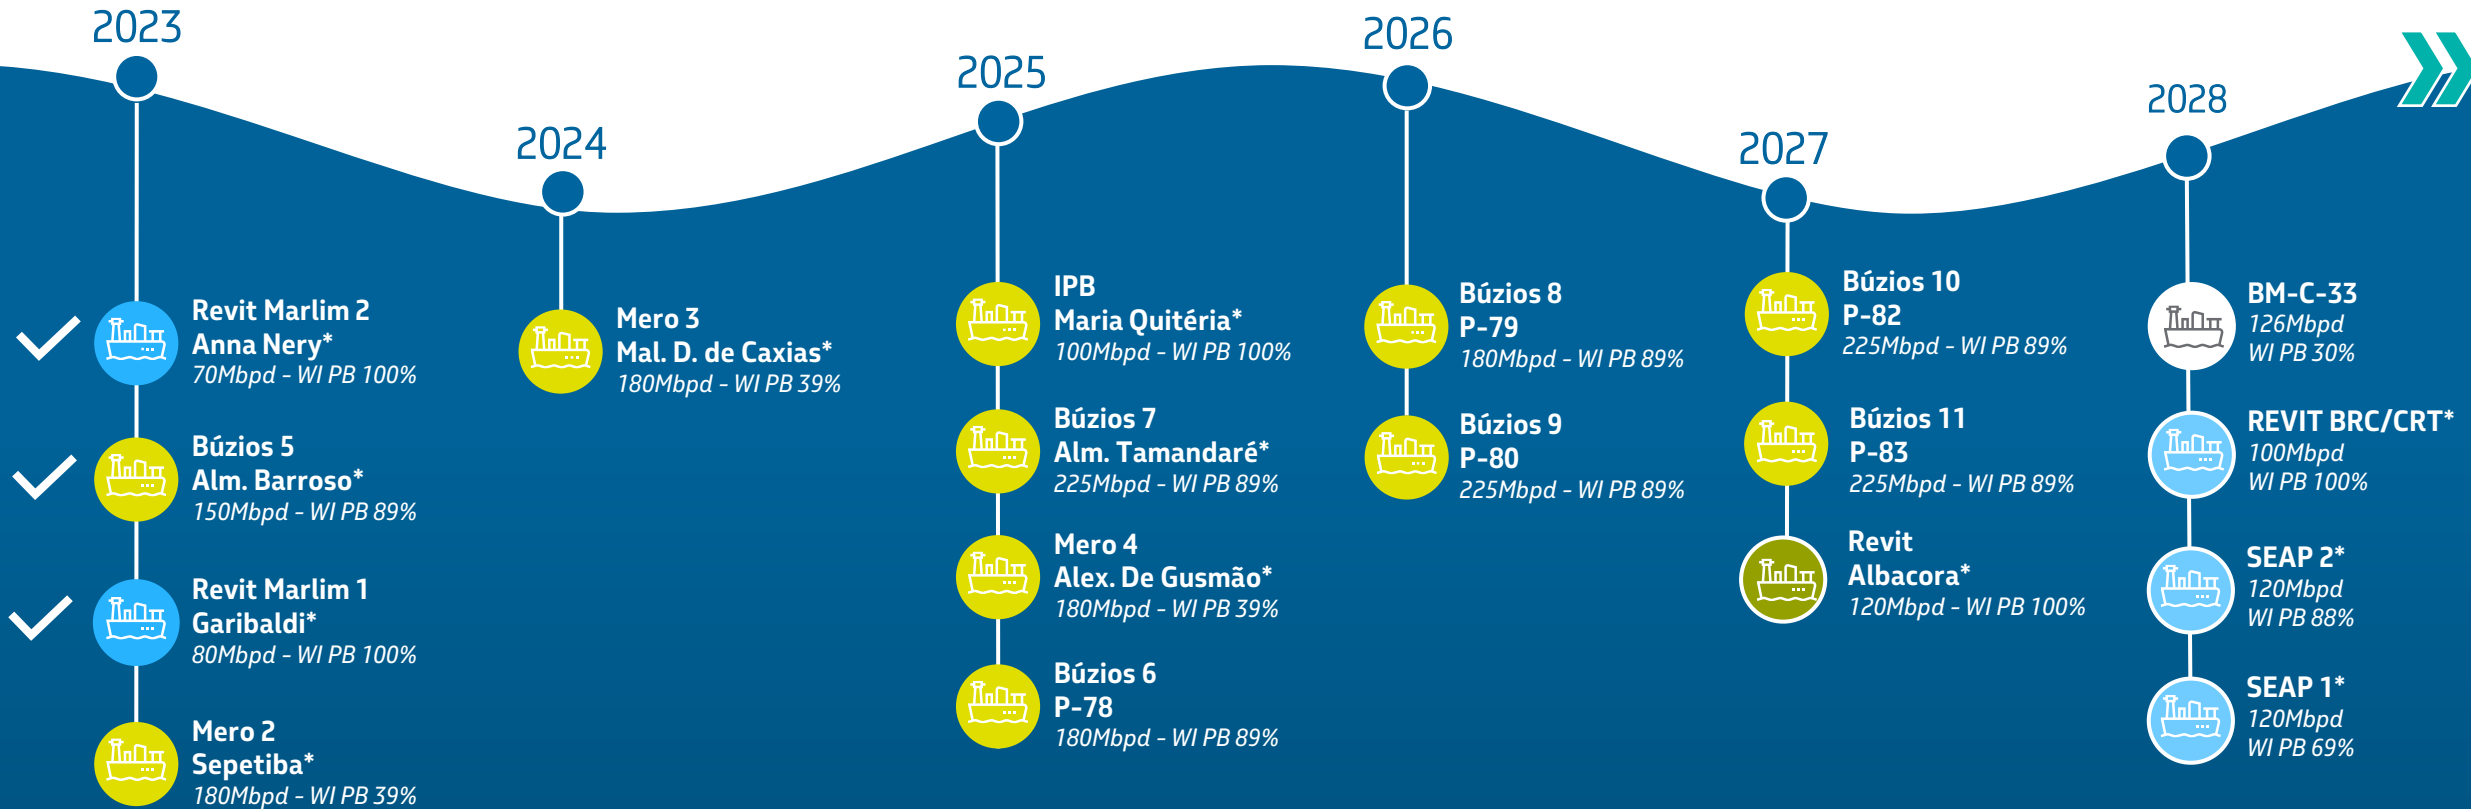 2023
Revit Marlim 2
Anna Nery*
70Mbpd - WI PB 100%
Búzios 5
Alm. Barroso*
150Mbpd - WI PB 89%
Revit Marlim 1
Garibaldi*
80Mbpd - WI PB 100%
Mero 2
Sepetiba*
180Mbpd - WI PB 39%
2024
Mero 3
Mal. D. de Caxias*
180Mbpd - WI PB 39%
2025
IPB
Maria Quitéria*
100Mbpd - WI PB 100%
Búzios 7
Alm. Tamandaré*
225Mbpd - WI PB 89%
Mero 4
Alex. De Gusmão*
180Mbpd - WI PB 39%
Búzios 6
P-78
180Mbpd - WI PB 89%
2026
Búzios 8
P-79
180Mbpd - WI PB 89%
Búzios 9
P-80
225Mbpd - WI PB 89%
2027
Búzios 10
P-82
225Mbpd - WI PB 89%
Búzios 11
P-83
225Mbpd - WI PB 89%
Revit
Albacora*
120Mbpd - WI PB 100%
2028
BM-C-33
126Mbpd
WI PB 30%
REVIT BRC/CRT*
100Mbpd
WI PB 100%
SEAP 2*
120Mbpd
WI PB 88%
SEAP 1*
120Mbpd
WI PB 69%